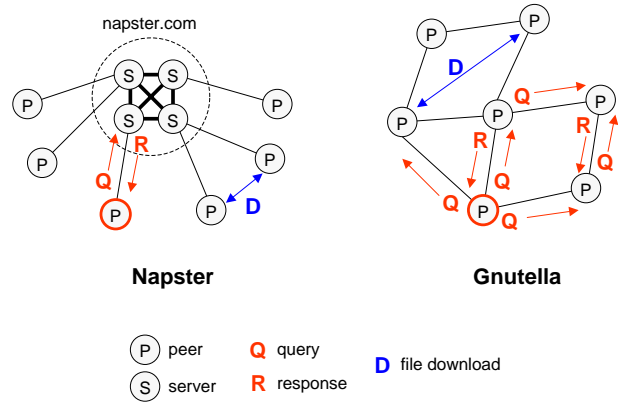 napster.com
S S
P P
S S
P P
Q R
P P
D
Napster
P P
D
Q
P P P
R R
Q Q Q
P P
Q
Gnutella
P peer Q query D file download
S server R response